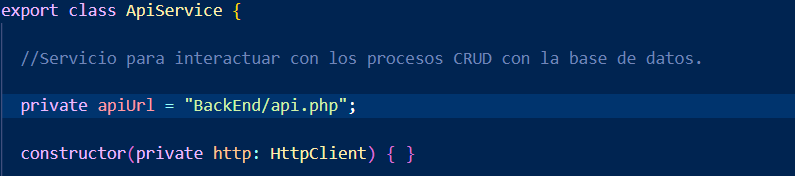 export class ApiService {
//Servicio para interactuar con los procesos CRUD con la base de datos.
private apiUrl = "BackEnd/api.php";
constructor(private http: HttpClient) { }